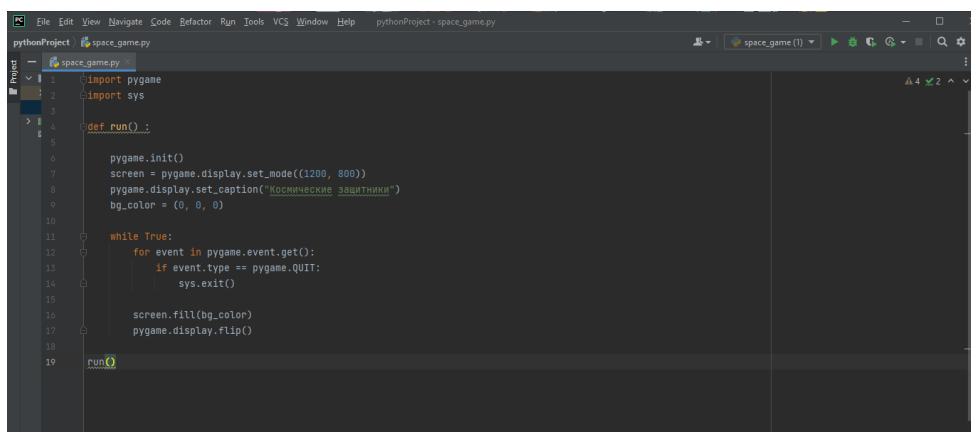 PC File Edit View Navigate Code Refactor Run Tools VCS Window Help pythonProject - space_game.py
pythonProject space_game.py space_game (1)
Project space_game.py
1 import pygame 4 2
2 import sys
3
4 def run() :
5
6 pygame.init()
7 screen = pygame.display.set_mode((1200, 800))
8 pygame.display.set_caption("Космические защитники")
9 bg_color = (0, 0, 0)
10
11 while True:
12 for event in pygame.event.get():
13 if event.type == pygame.QUIT:
14 sys.exit()
15
16 screen.fill(bg_color)
17 pygame.display.flip()
18
19 run()